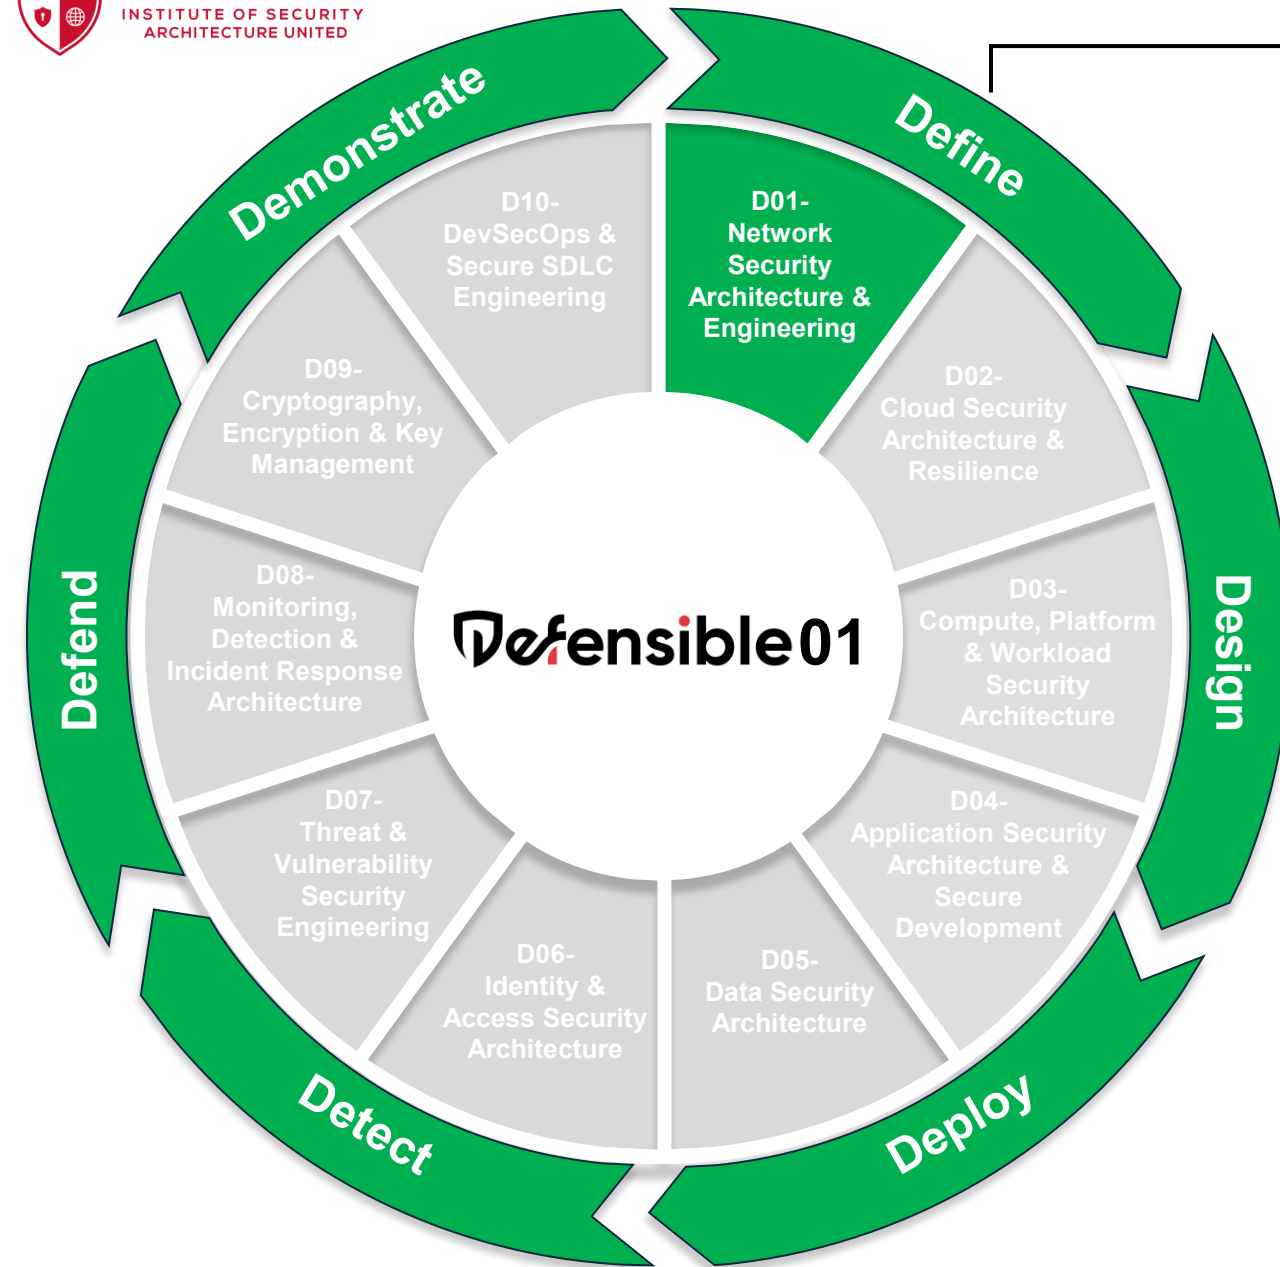 INSTITUTE OF SECURITY
ARCHITECTURE UNITED
Demonstrate
Define
Design
Deploy
Detect
Defend
D01-
Network
Security
Architecture &
Engineering
D02-
Cloud Security
Architecture &
Resilience
D03-
Compute, Platform
& Workload
Security
Architecture
D04-
Application Security
Architecture &
Secure
Development
D05-
Data Security
Architecture
D06-
Identity &
Access Security
Architecture
D07-
Threat &
Vulnerability
Security
Engineering
D08-
Monitoring,
Detection &
Incident Response
Architecture
D09-
Cryptography,
Encryption & Key
Management
D10-
DevSecOps &
Secure SDLC
Engineering
Defensible 01